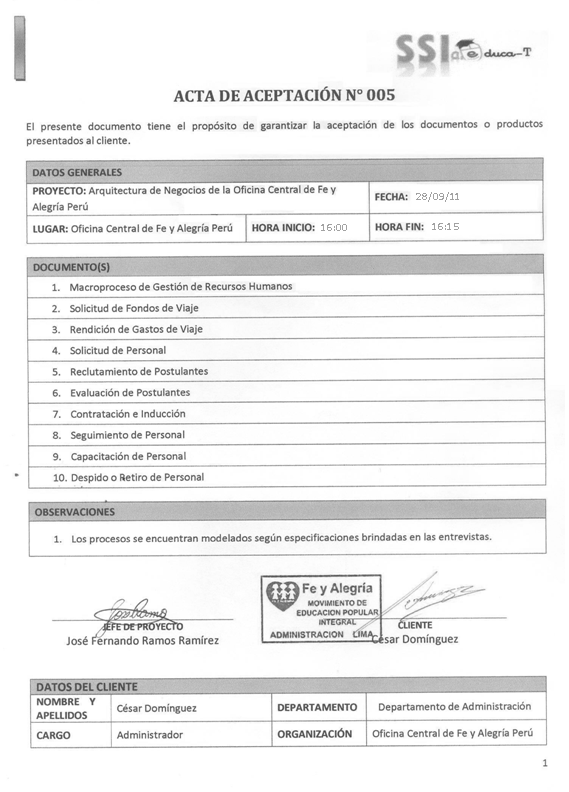 SSI al educa-T
ACTA DE ACEPTACIÓN N° 005
El presente documento tiene el propósito de garantizar la aceptación de los documentos o productos
presentados al cliente.
DATOS GENERALES
PROYECTO: Arquitectura de Negocios de la Oficina Central de Fe y
Alegría Perú
FECHA: 28/09/11
LUGAR: Oficina Central de Fe y Alegría Perú
HORA INICIO: 16:00
HORA FIN: 16:15
DOCUMENTO(S)
1. Macroproceso de Gestión de Recursos Humanos
2. Solicitud de Fondos de Viaje
3. Rendición de Gastos de Viaje
4. Solicitud de Personal
5. Reclutamiento de Postulantes
6. Evaluación de Postulantes
7. Contratación e Inducción
8. Seguimiento de Personal
9. Capacitación de Personal
10. Despido o Retiro de Personal
OBSERVACIONES
1. Los procesos se encuentran modelados según especificaciones brindadas en las entrevistas.
JEFE DE PROYECTO
José Fernando Ramos Ramírez
Fe y Alegría
MOVIMIENTO DE
EDUCACION POPULAR
INTEGRAL
ADMINISTRACION LIMA
CLIENTE
César Domínguez
DATOS DEL CLIENTE
NOMBRE Y
APELLIDOS
César Domínguez
DEPARTAMENTO
Departamento de Administración
CARGO
Administrador
ORGANIZACIÓN
Oficina Central de Fe y Alegría Perú
1